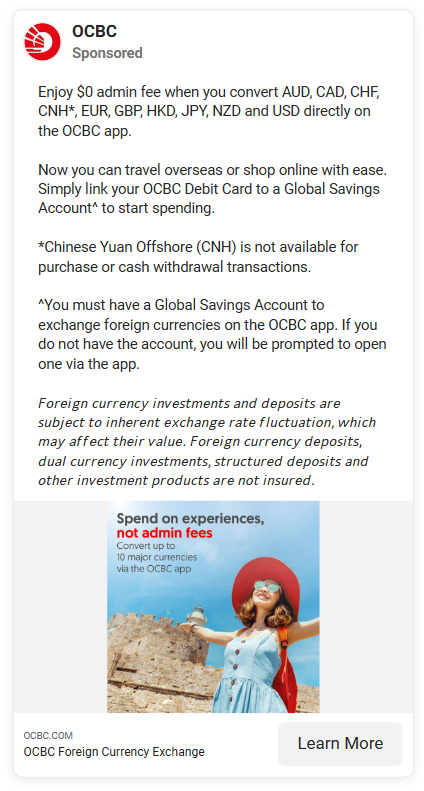 OCBC
Sponsored
Enjoy $0 admin fee when you convert AUD, CAD, CHF,
CNH*, EUR, GBP, HKD, JPY, NZD and USD directly on
the OCBC app.
Now you can travel overseas or shop online with ease.
Simply link your OCBC Debit Card to a Global Savings
Account^ to start spending.
*Chinese Yuan Offshore (CNH) is not available for
purchase or cash withdrawal transactions.
^You must have a Global Savings Account to
exchange foreign currencies on the OCBC app. If you
do not have the account, you will be prompted to open
one via the app.
Foreign currency investments and deposits are
subject to inherent exchange rate fluctuation, which
may affect their value. Foreign currency deposits,
dual currency investments, structured deposits and
other investment products are not insured.
Spend on experiences,
not admin fees
Convert up to
10 major currencies
via the OCBC app
OCBC.COM
OCBC Foreign Currency Exchange
Learn More